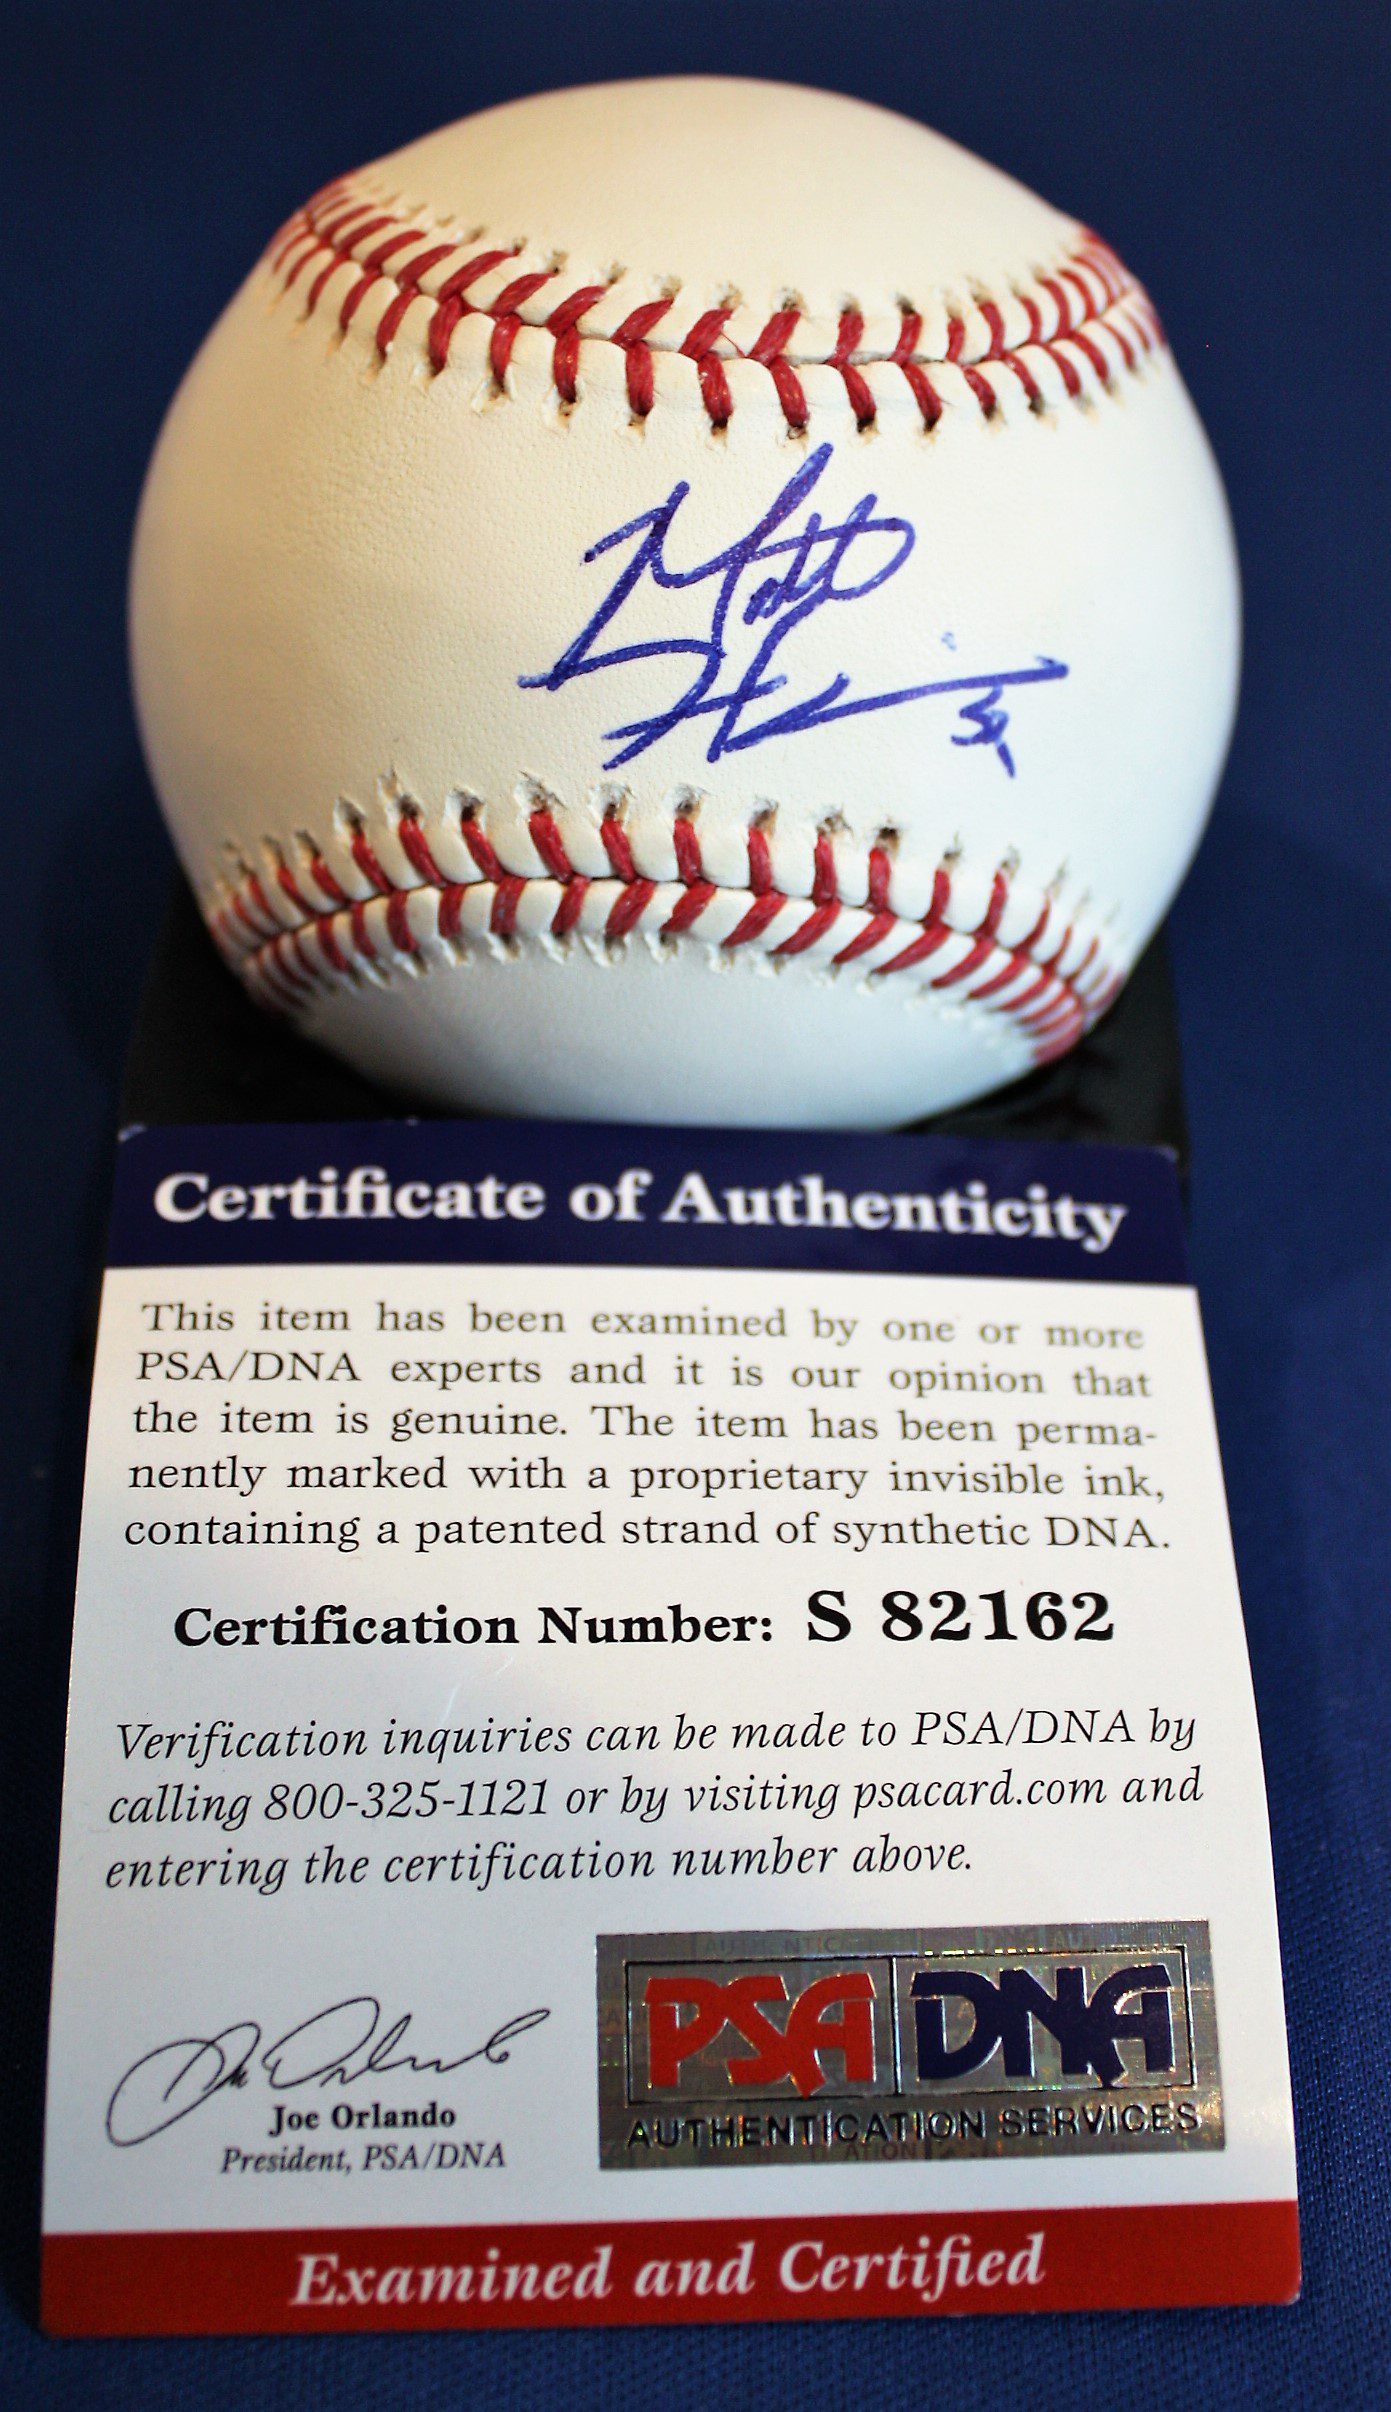 Matt
Certificate of Authenticity
This item has been examined by one or more
PSA/DNA experts and it is our opinion that
the item is genuine. The item has been perma-
nently marked with a proprietary invisible ink,
containing a patented strand of synthetic DNA.
Certification Number: S 82162
Verification inquiries can be made to PSA/DNA by
calling 800-325-1121 or by visiting psacard.com and
entering the certification number above.
Joe Orlando
President, PSA/DNA
PSA DNA
AUTHENTICATION SERVICES
Examined and Certified